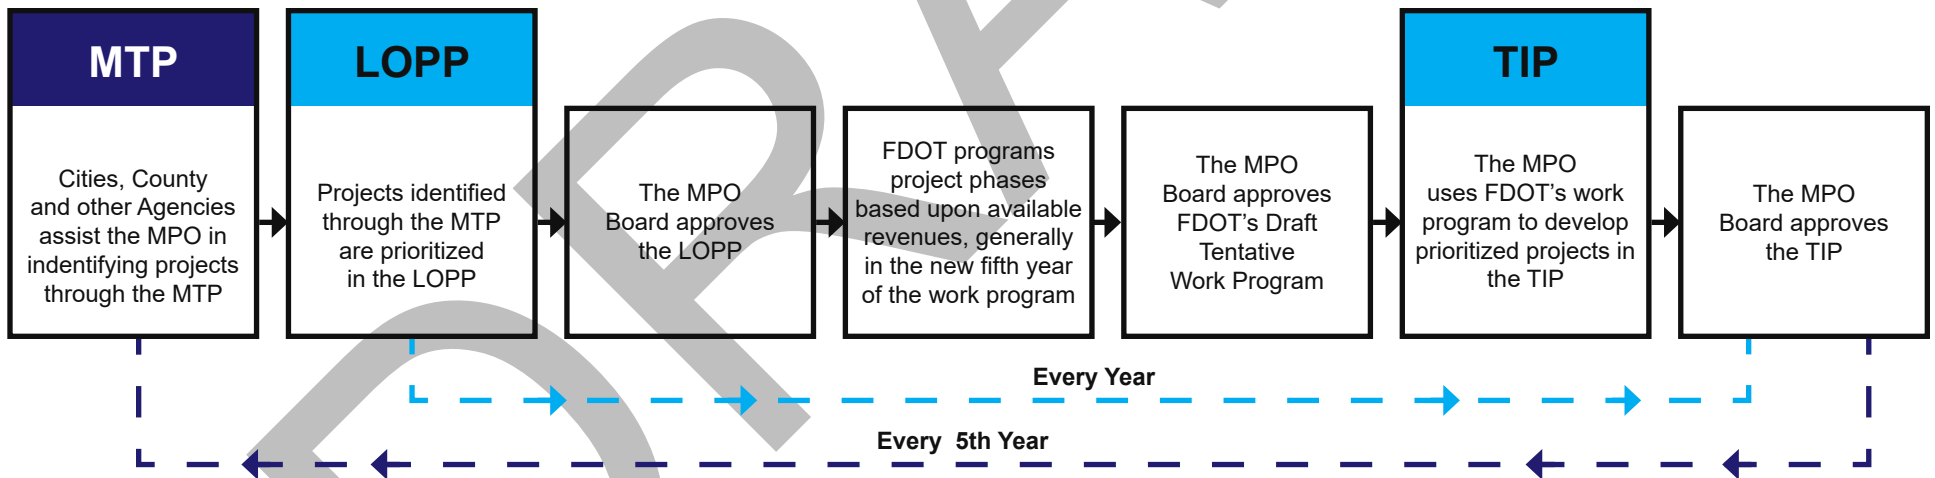 MTP
Cities, County
and other Agencies
assist the MPO in
indentifying projects
through the MTP
LOPP
Projects identified
through the MTP
are prioritized
in the LOPP
The MPO
Board approves
the LOPP
FDOT programs
project phases
based upon available
revenues, generally
in the new fifth year
of the work program
The MPO
Board approves
FDOT's Draft
Tentative
Work Program
TIP
The MPO
uses FDOT's work
program to develop
prioritized projects in
the TIP
The MPO
Board approves
the TIP
Every Year
Every 5th Year